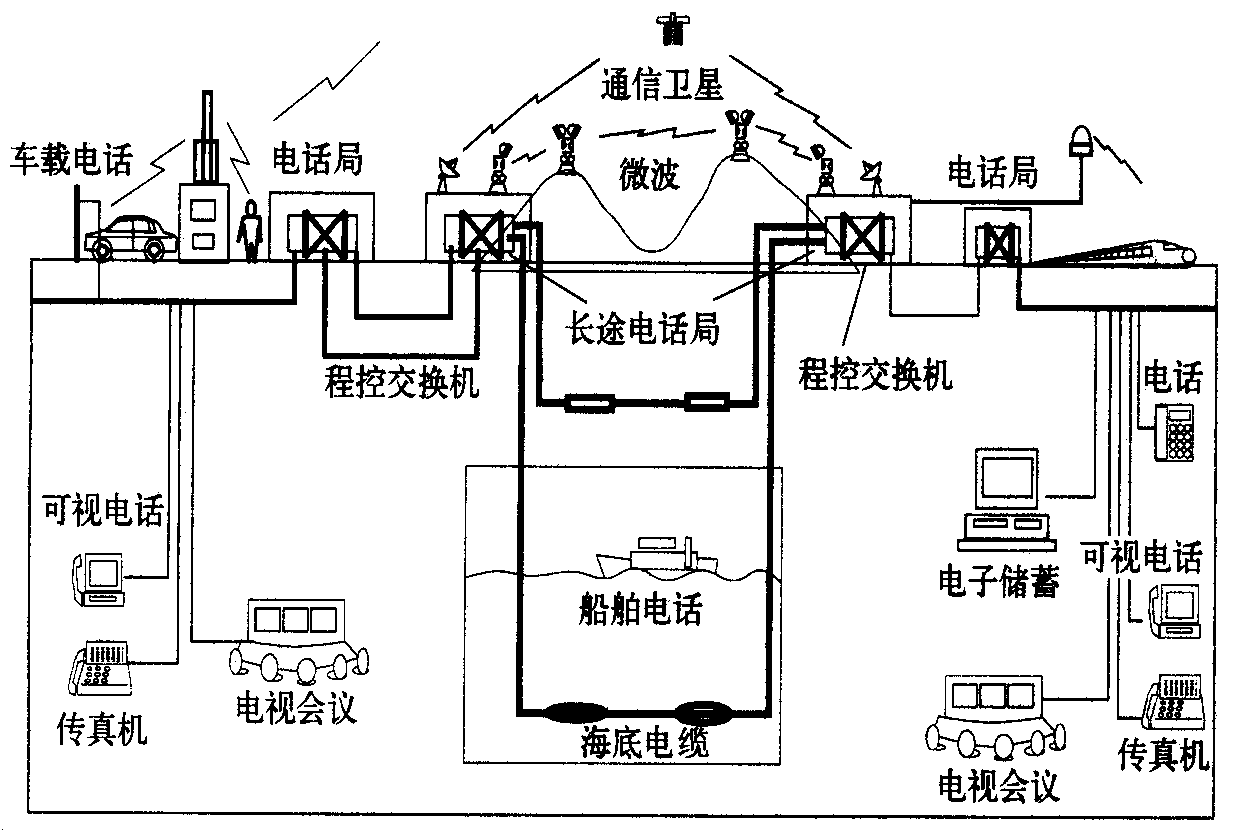 通信卫星
车载电话
电话局
微波
电话局
长途电话局
程控交换机
程控交换机
电话
可视电话
电子储蓄
可视电话
船舶电话
传真机
电视会议
海底电缆
电视会议
传真机